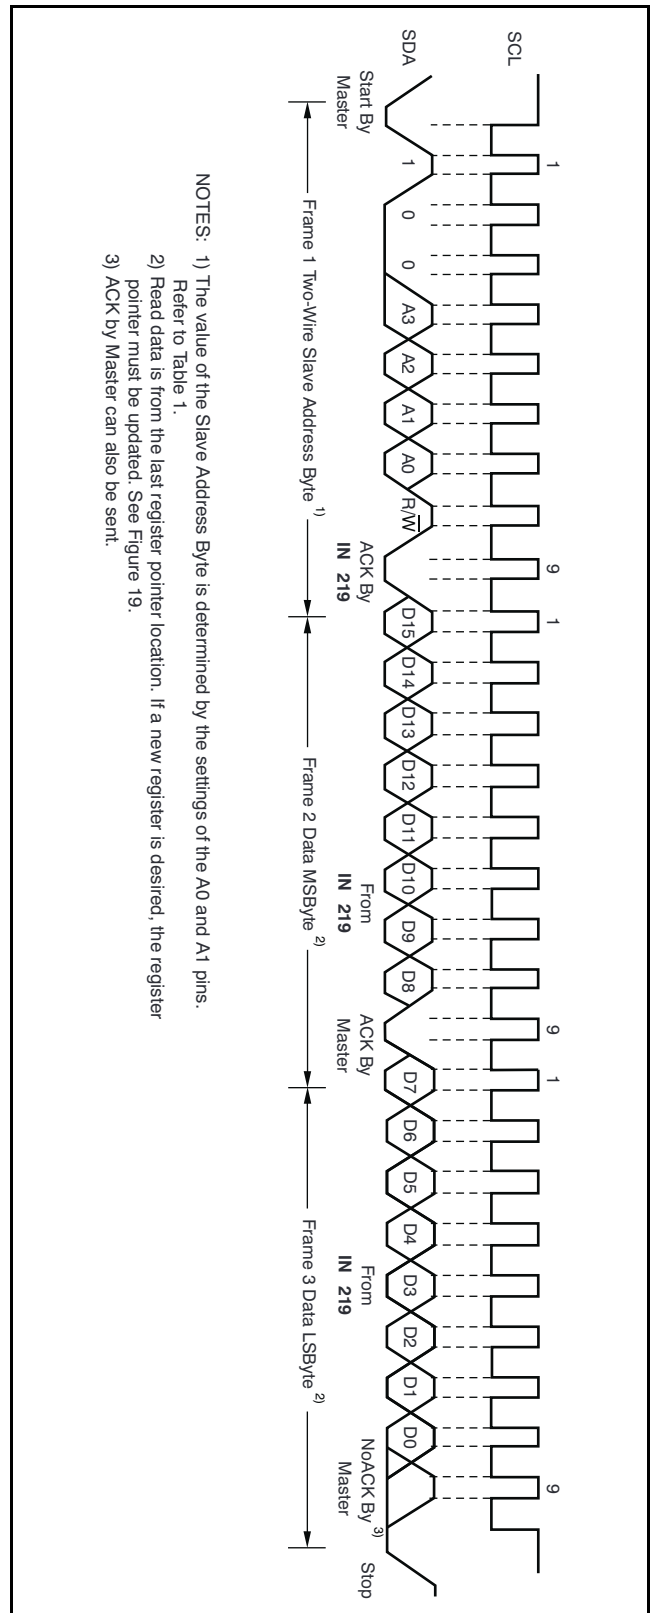 1 9 1 9 1 9
SCL
SDA 1 0 0 A3 A2 A1 A0 R/W D15 D14 D13 D12 D11 D10 D9 D8 D7 D6 D5 D4 D3 D2 D1 D0
Start By
Master
ACK By
IN 219
From
IN 219
ACK By
Master
From
IN 219
NoACK By 3)
Master
Stop
Frame 1 Two-Wire Slave Address Byte 1)
Frame 2 Data MSByte 2)
Frame 3 Data LSByte 2)
NOTES: 1) The value of the Slave Address Byte is determined by the settings of the A0 and A1 pins.
Refer to Table 1.
2) Read data is from the last register pointer location. If a new register is desired, the register
pointer must be updated. See Figure 19.
3) ACK by Master can also be sent.